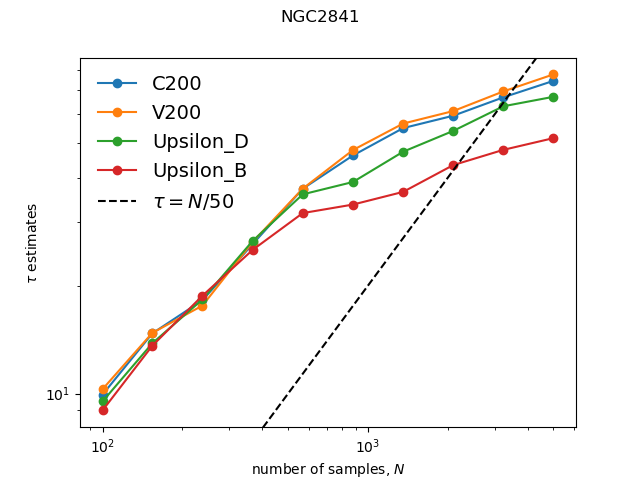 NGC2841
C200
V200
Upsilon_D
Upsilon_B
τ = N/50
τ estimates
10¹
10² 10³
number of samples, N